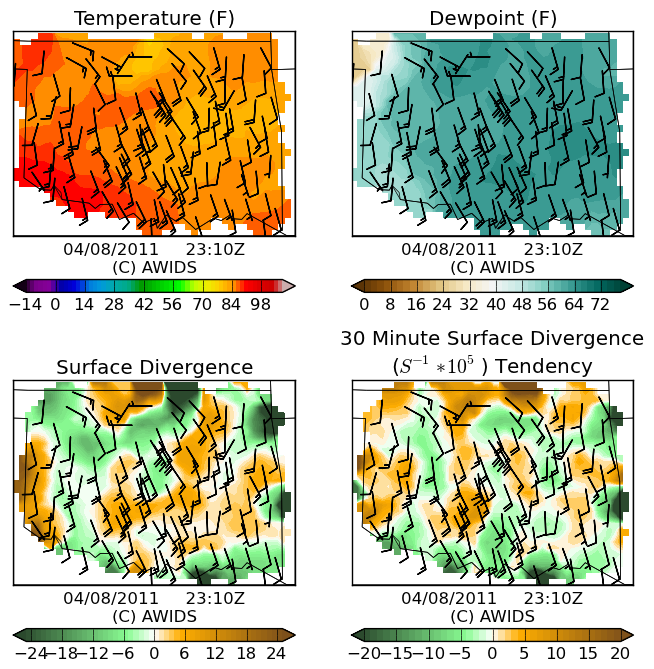 Temperature (F)
Dewpoint (F)
04/08/2011 23:10Z
(C) AWIDS
04/08/2011 23:10Z
(C) AWIDS
−14 0 14 28 42 56 70 84 98
0 8 16 24 32 40 48 56 64 72
Surface Divergence
30 Minute Surface Divergence
(S⁻¹ *10⁵ ) Tendency
04/08/2011 23:10Z
(C) AWIDS
04/08/2011 23:10Z
(C) AWIDS
−24 −18 −12 −6 0 6 12 18 24
−20 −15 −10 −5 0 5 10 15 20